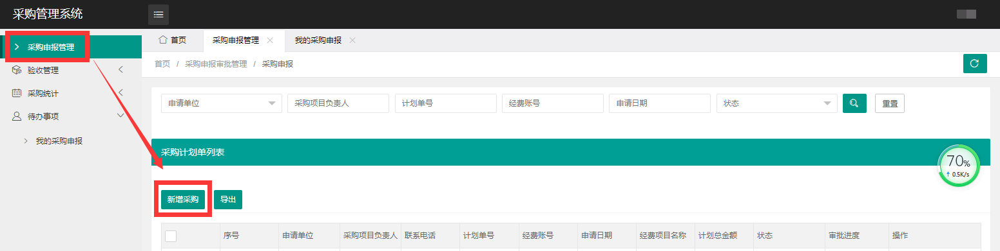 采购管理系统
采购申报管理
验收管理
采购统计
待办事项
我的采购申报
首页 采购申报管理 我的采购申报
首页 / 采购申报审批管理 / 采购申报
申请单位 采购项目负责人 计划单号 经费账号 申请日期 状态 重置
采购计划单列表
70%
0.5K/s
新增采购 导出
序号 申请单位 采购项目负责人 联系电话 计划单号 经费账号 申请日期 经费项目名称 计划总金额 状态 审批进度 操作